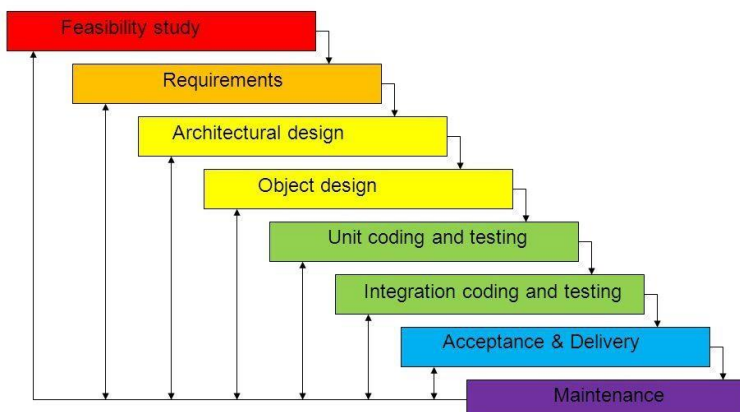 Feasibility study
Requirements
Architectural design
Object design
Unit coding and testing
Integration coding and testing
Acceptance & Delivery
Maintenance